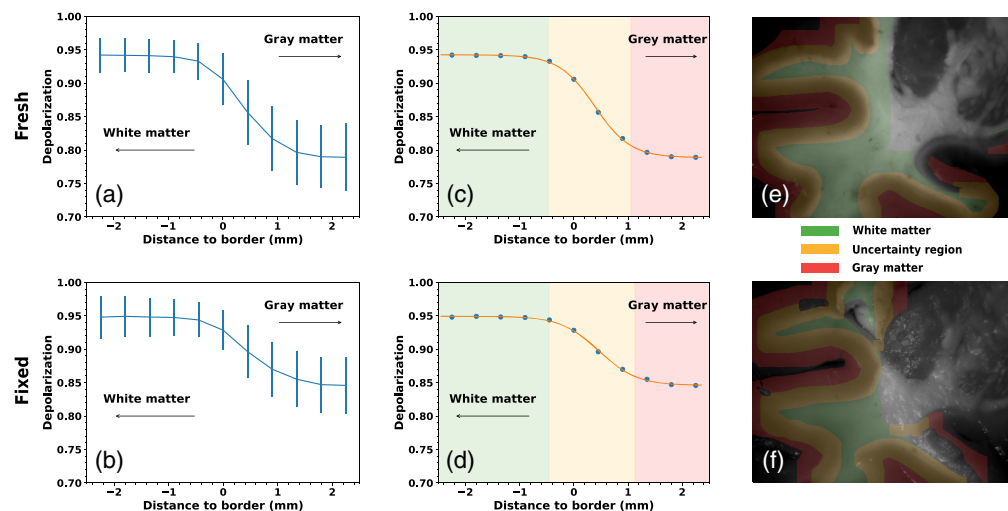 Fresh
1.00
0.95
0.90
0.85
0.80
0.75
0.70
Depolarization
Gray matter
White matter
(a)
−2 −1 0 1 2
Distance to border (mm)
1.00
0.95
0.90
0.85
0.80
0.75
0.70
Depolarization
Grey matter
White matter
(c)
−2 −1 0 1 2
Distance to border (mm)
(e)
White matter
Uncertainty region
Gray matter
Fixed
1.00
0.95
0.90
0.85
0.80
0.75
0.70
Depolarization
Gray matter
White matter
(b)
−2 −1 0 1 2
Distance to border (mm)
1.00
0.95
0.90
0.85
0.80
0.75
0.70
Depolarization
Grey matter
White matter
(d)
−2 −1 0 1 2
Distance to border (mm)
(f)